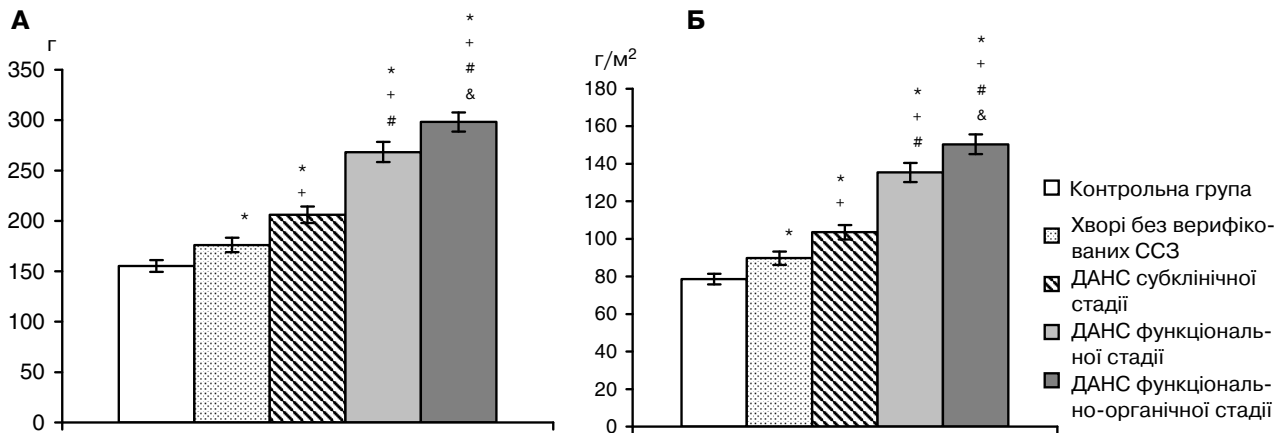 А
г
350
300
250
200
150
100
50
0
*
*
+
*
+
#
*
+
#
&
Б
г/м²
180
160
140
120
100
80
60
40
20
0
*
*
+
*
+
#
*
+
#
&
Контрольна група
Хворі без верифіко-
ваних ССЗ
ДАНС субклінічної
стадії
ДАНС функціональ-
ної стадії
ДАНС функціональ-
но-органічної стадії